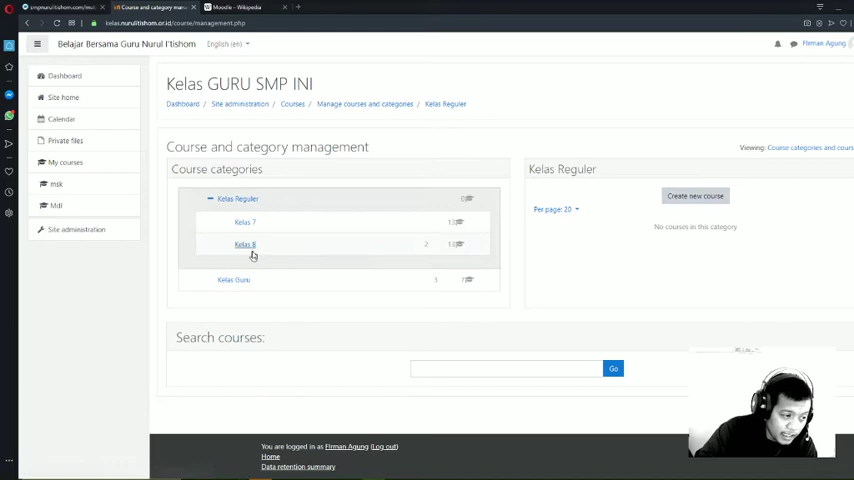 smpnurulitishom.com/mul
Course and category mana
Moodle - Wikipedia
kelas.nurulitishom.or.id/course/management.php
Belajar Bersama Guru Nurul I'tishom
English (en)
Firman Agung
Dashboard
Site home
Calendar
Private files
My courses
msk
Mdl
Site administration
Kelas GURU SMP INI
Dashboard / Site administration / Courses / Manage courses and categories / Kelas Reguler
Course and category management
Viewing: Course categories and cours
Course categories
Kelas Reguler
0
Kelas 7
13
Kelas 8
2
13
Kelas Guru
3
7
Kelas Reguler
Create new course
Per page: 20
No courses in this category
Search courses:
Go
You are logged in as Firman Agung (Log out)
Home
Data retention summary